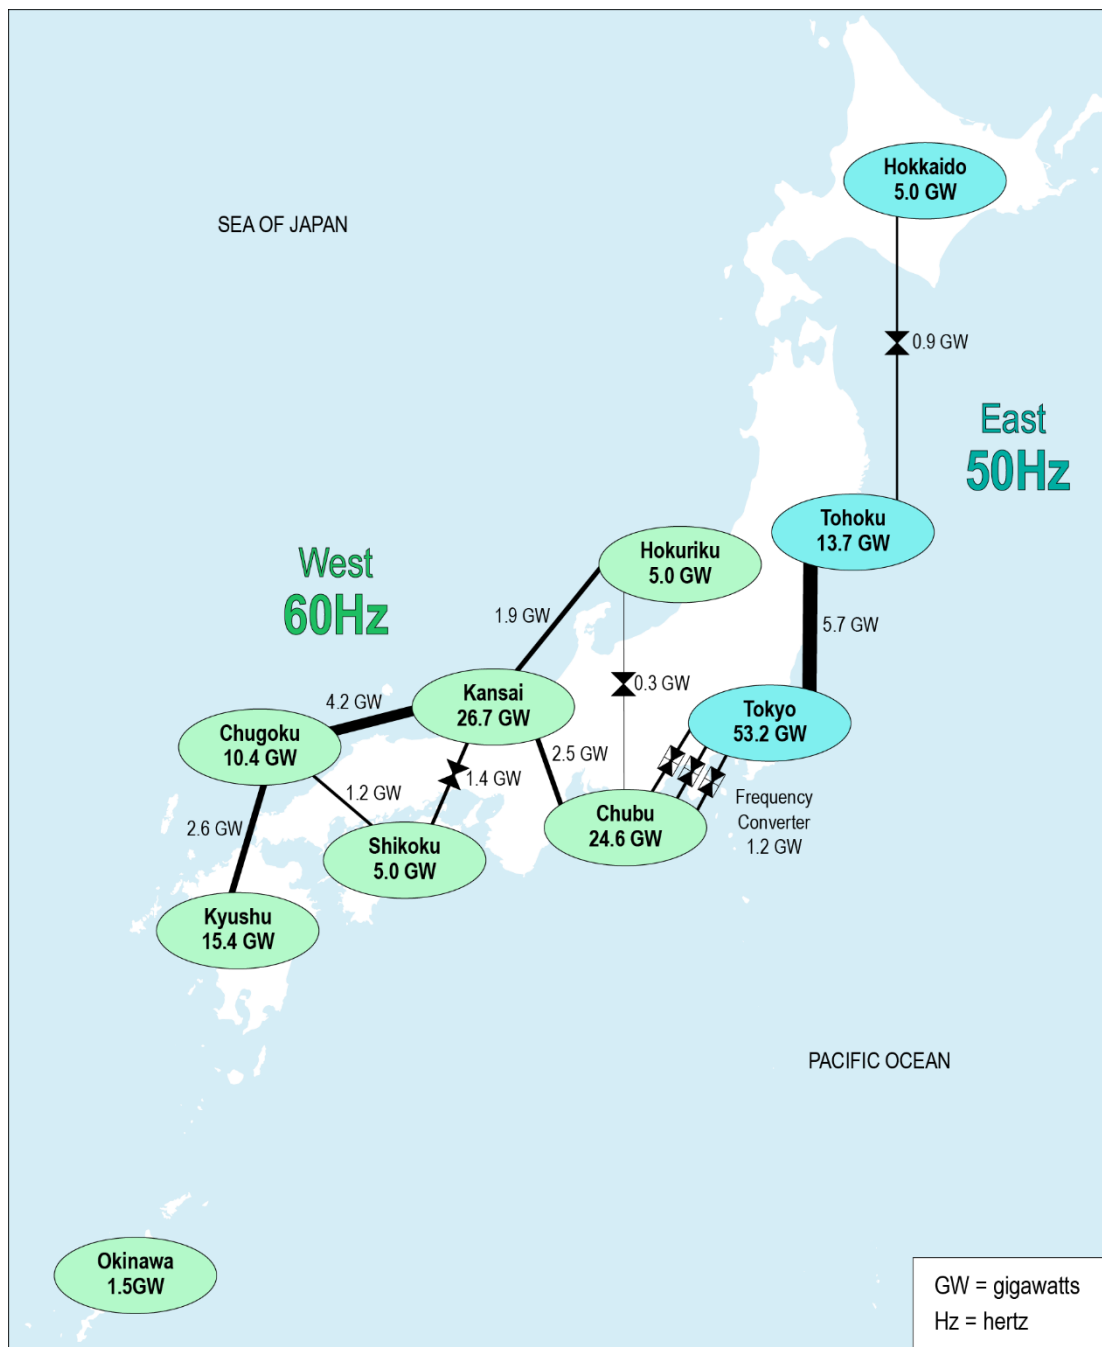 Hokkaido
5.0 GW
SEA OF JAPAN
0.9 GW
East
50Hz
Tohoku
13.7 GW
Hokuriku
5.0 GW
West
60Hz
1.9 GW
5.7 GW
0.3 GW
Kansai
26.7 GW
4.2 GW
Tokyo
53.2 GW
Chugoku
10.4 GW
2.5 GW
1.4 GW
1.2 GW
Frequency
Converter
1.2 GW
Chubu
24.6 GW
2.6 GW
Shikoku
5.0 GW
Kyushu
15.4 GW
PACIFIC OCEAN
Okinawa
1.5GW
GW = gigawatts
Hz = hertz